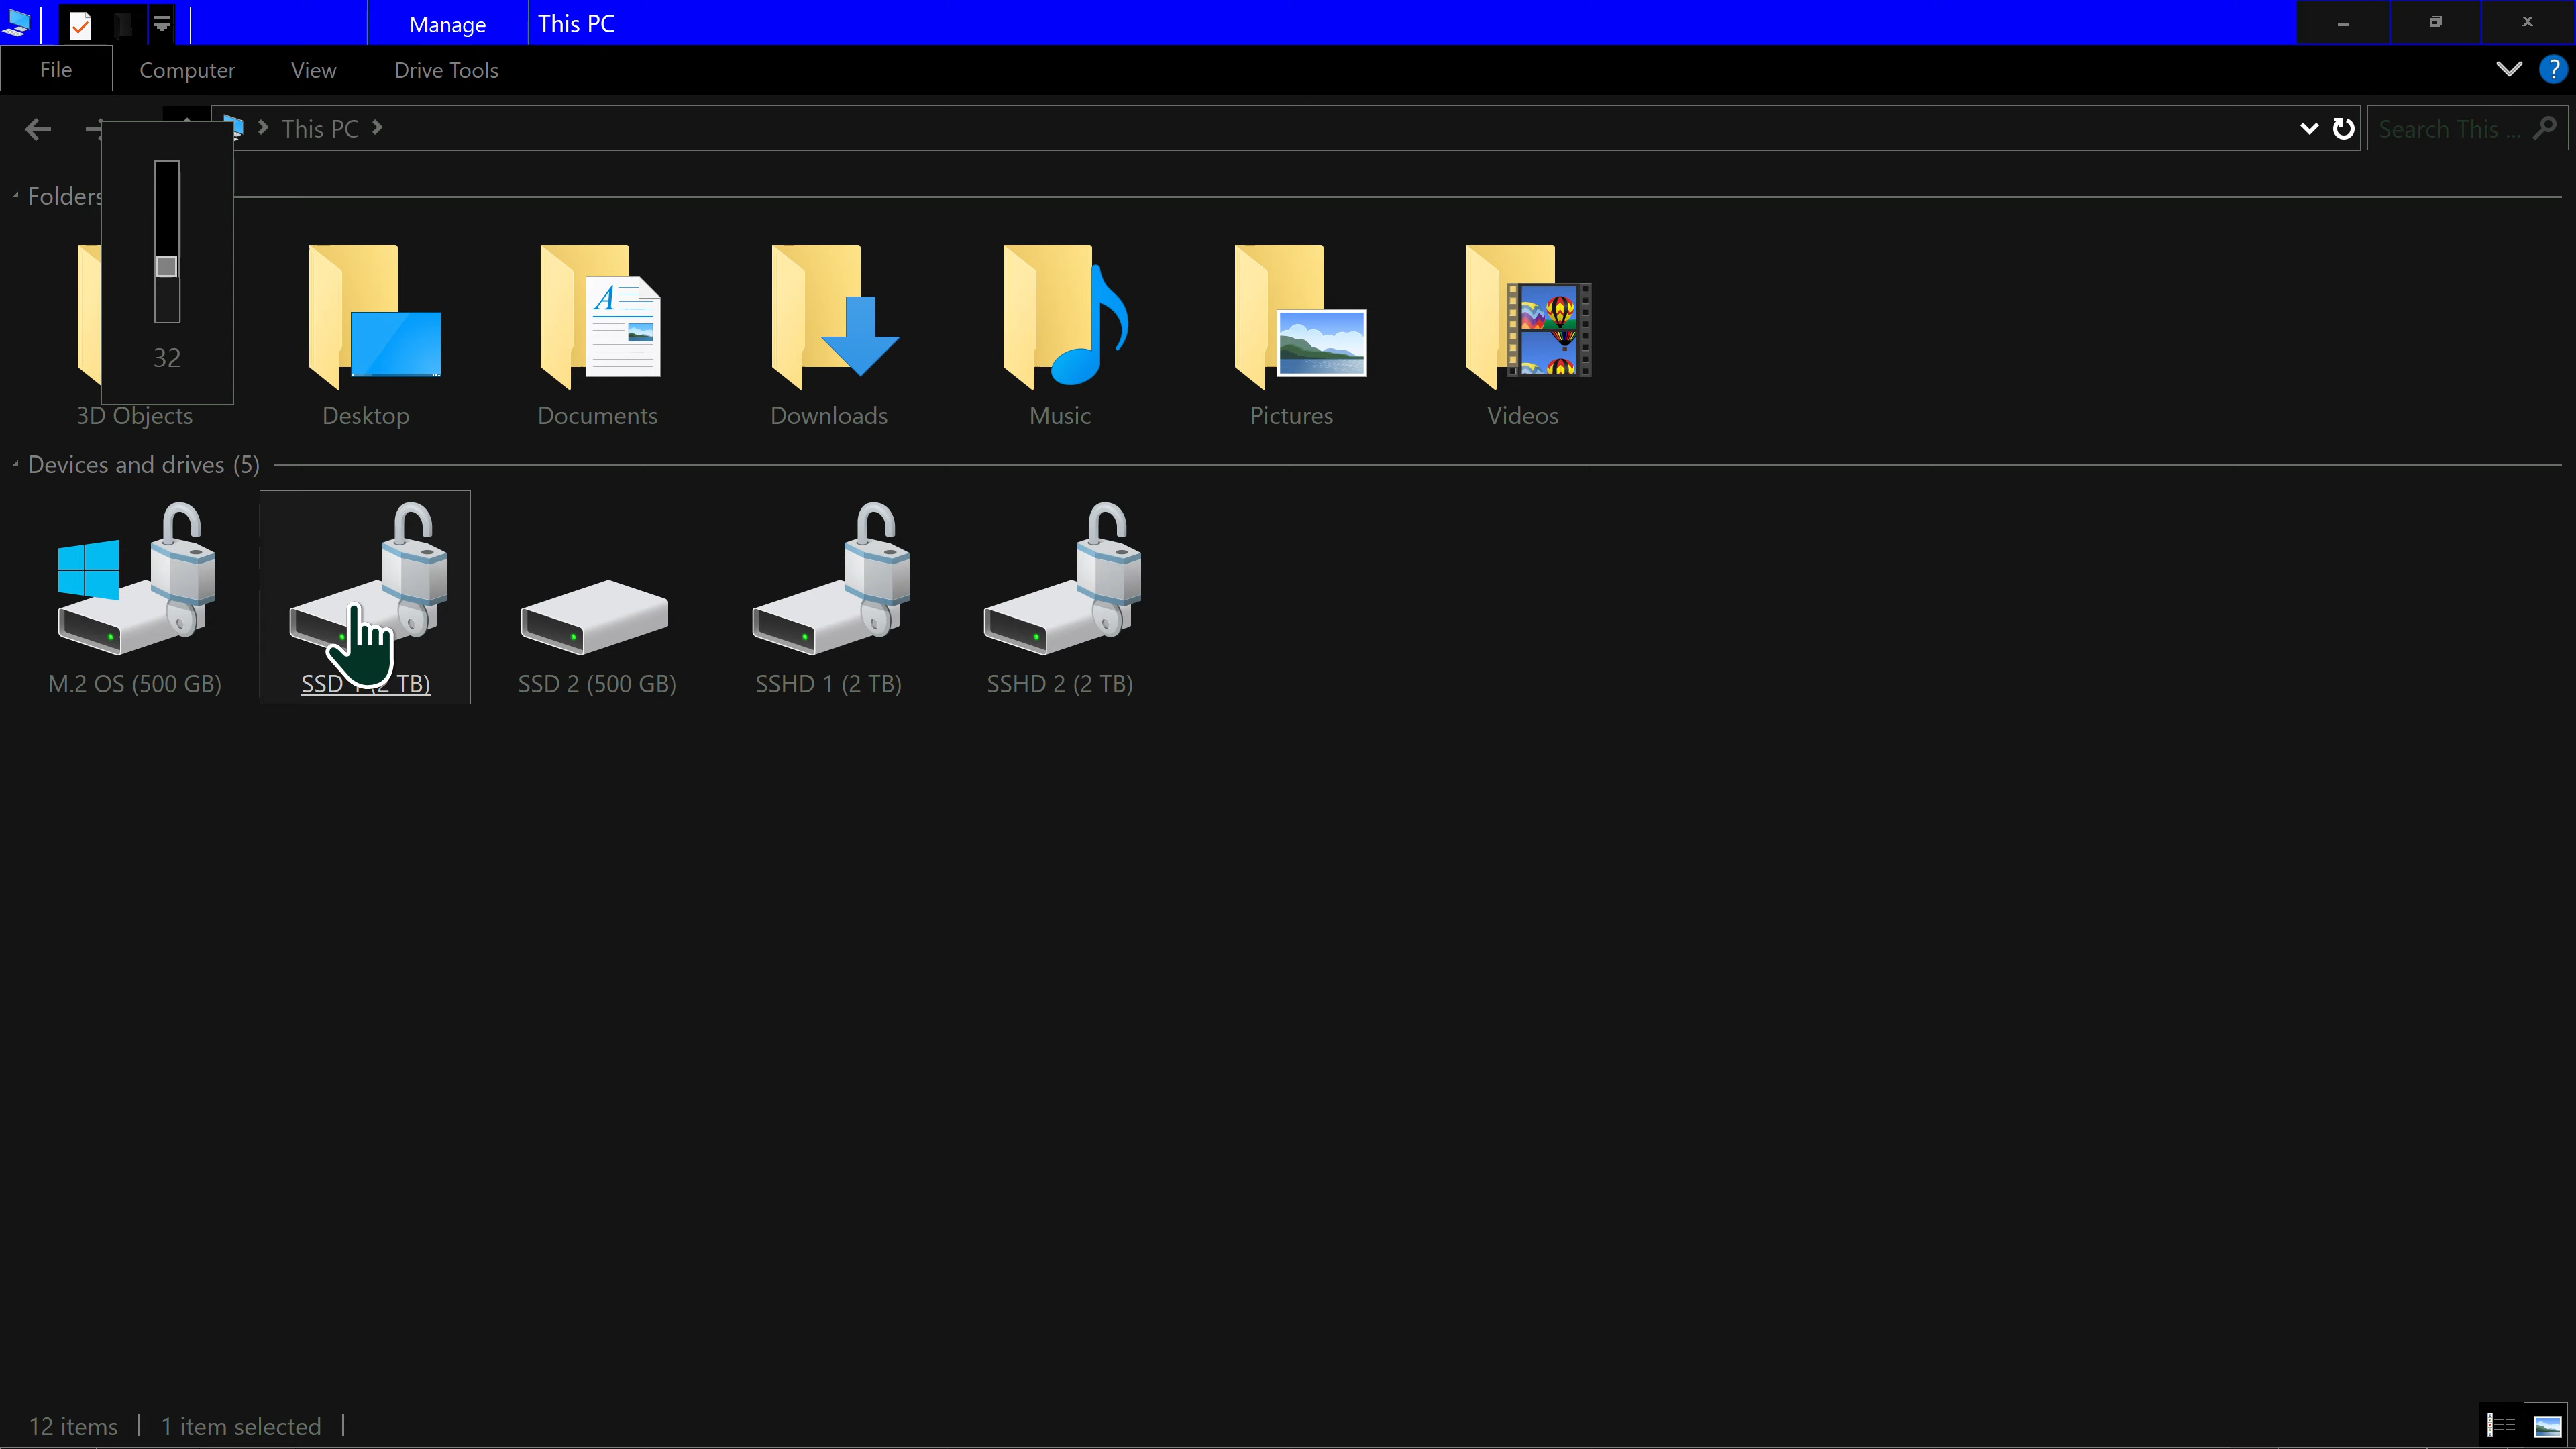 Manage
This PC
File
Computer
View
Drive Tools
?
This PC
Search This ...
Folders
32
A
3D Objects
Desktop
Documents
Downloads
Music
Pictures
Videos
Devices and drives (5)
M.2 OS (500 GB)
SSD 1 (2 TB)
SSD 2 (500 GB)
SSHD 1 (2 TB)
SSHD 2 (2 TB)
12 items
1 item selected